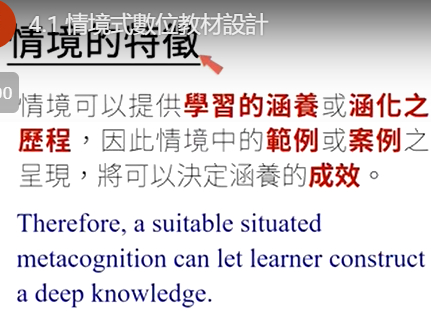 4.1 情境式數位教材設計
情境的特徵
00
情境可以提供學習的涵養或涵化之
歷程，因此情境中的範例或案例之
呈現，將可以決定涵養的成效。
Therefore, a suitable situated
metacognition can let learner construct
a deep knowledge.